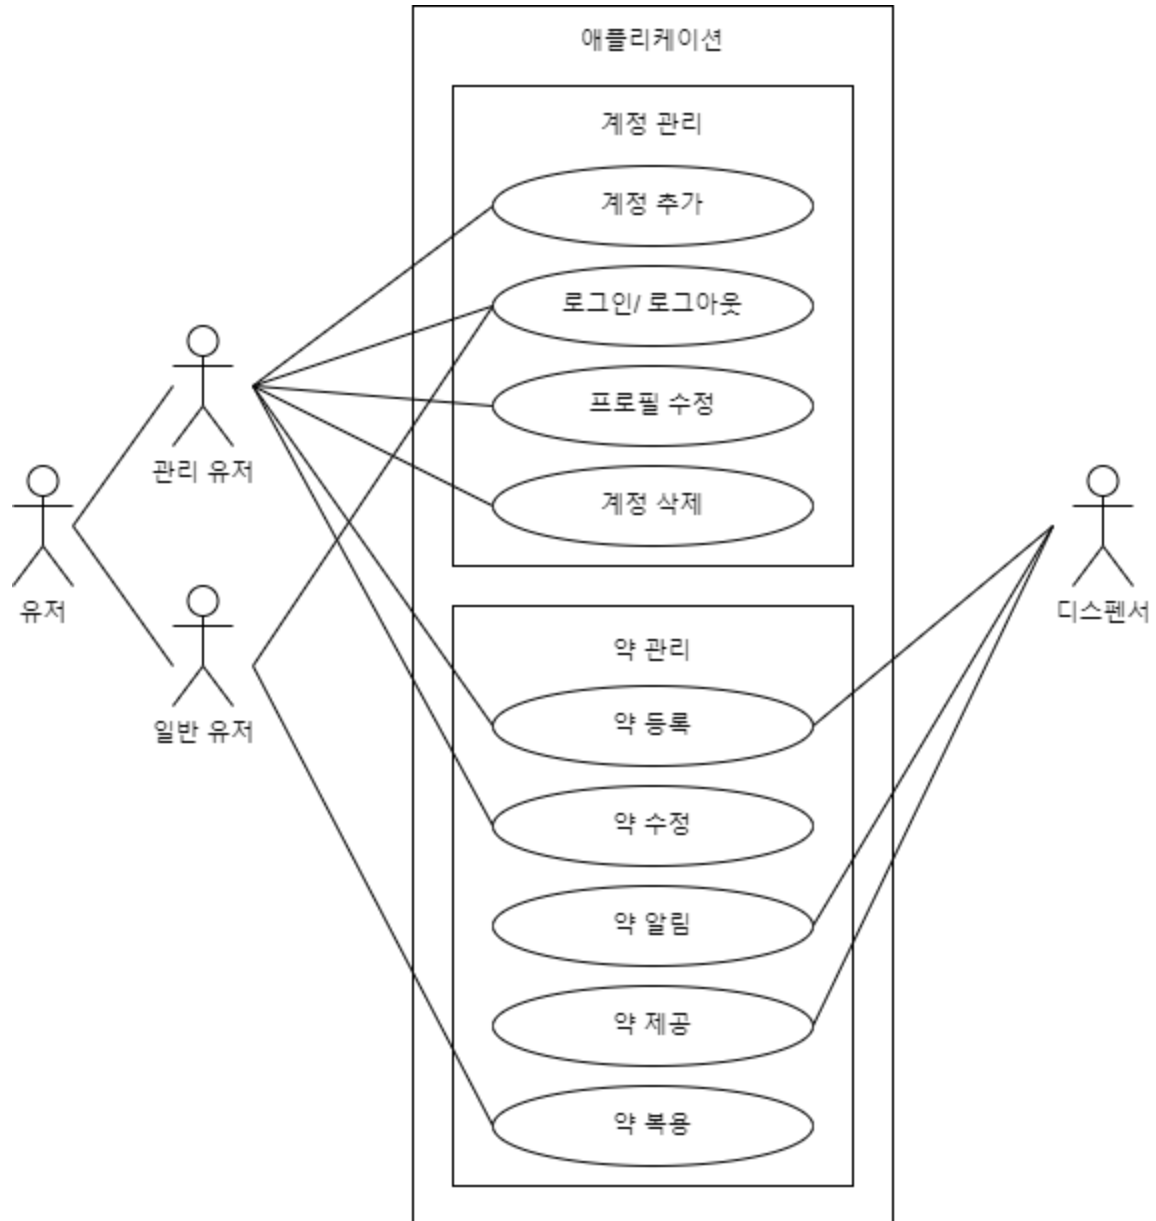 애플리케이션
계정 관리
계정 추가
로그인/ 로그아웃
프로필 수정
계정 삭제
관리 유저
유저
일반 유저
디스펜서
약 관리
약 등록
약 수정
약 알림
약 제공
약 복용